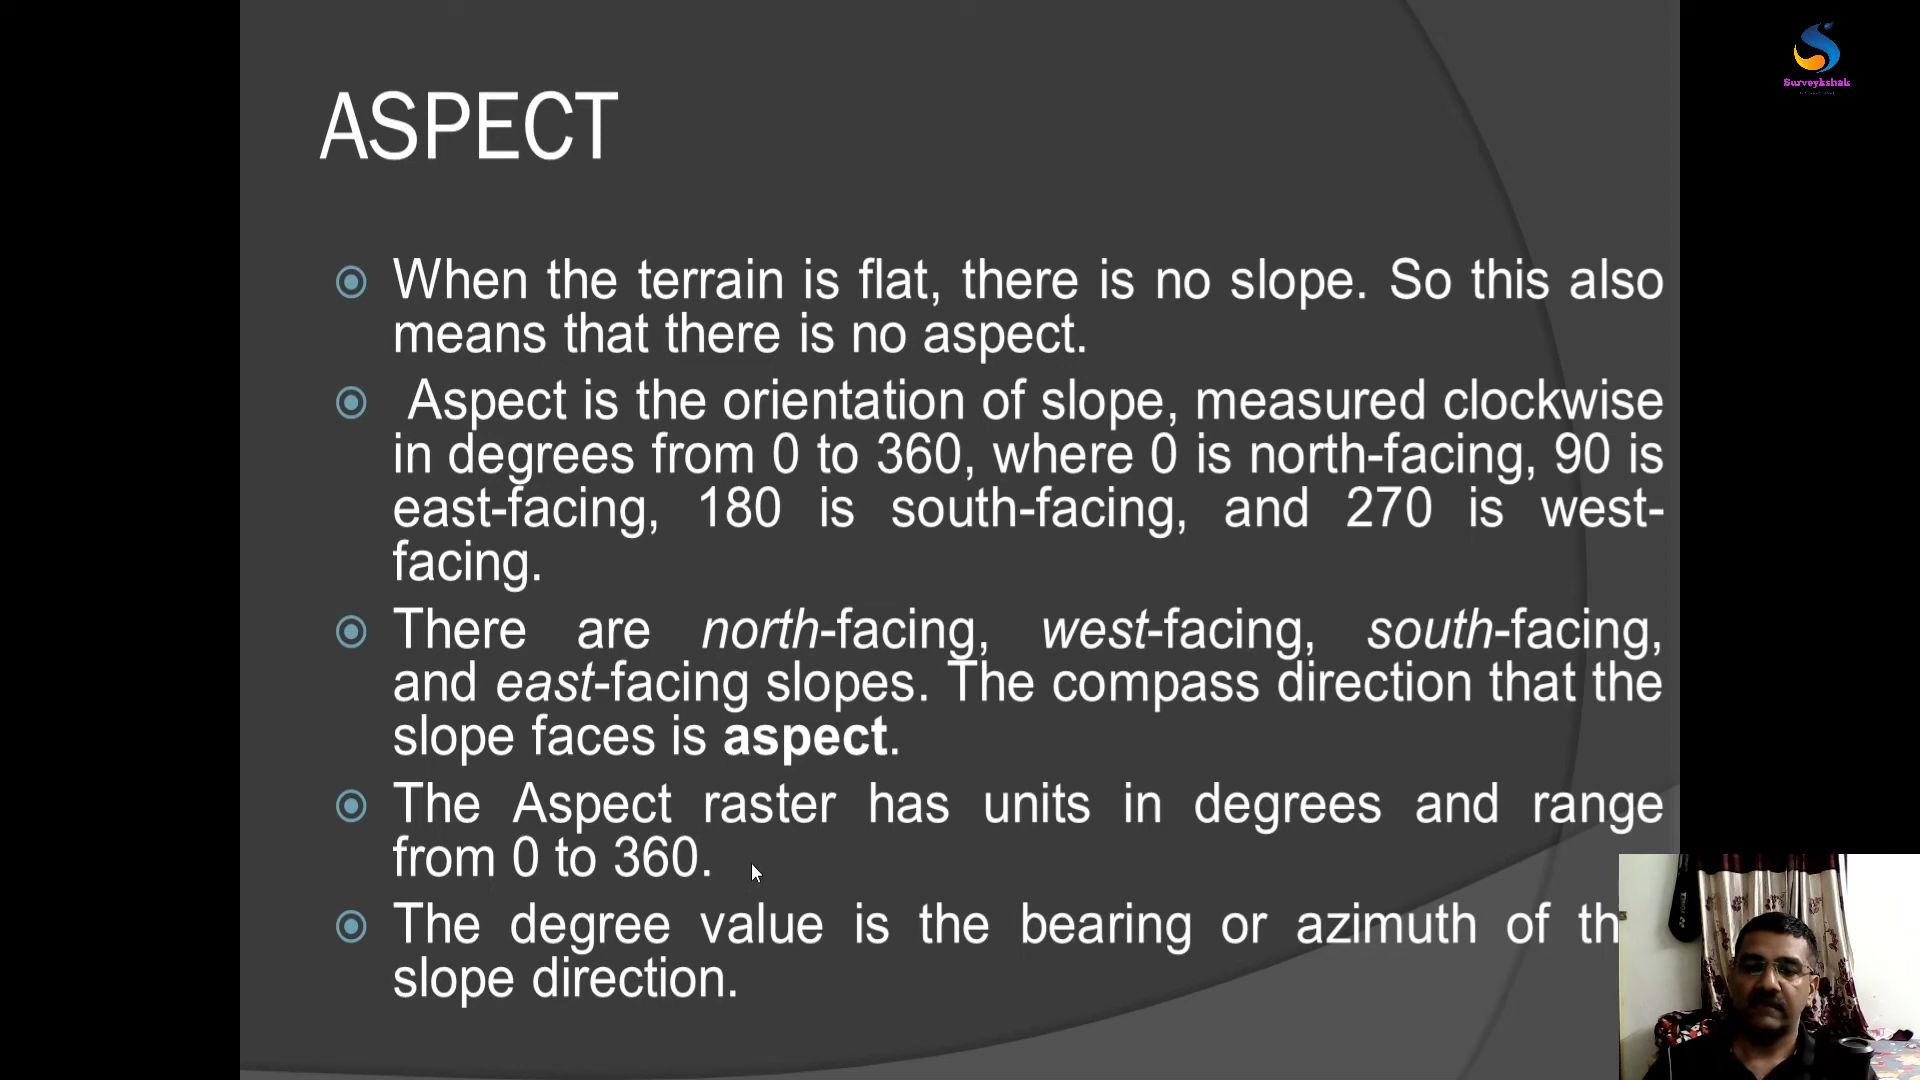 Surveykshak
ASPECT
When the terrain is flat, there is no slope. So this also
means that there is no aspect.
Aspect is the orientation of slope, measured clockwise
in degrees from 0 to 360, where 0 is north-facing, 90 is
east-facing, 180 is south-facing, and 270 is west-
facing.
There are north-facing, west-facing, south-facing,
and east-facing slopes. The compass direction that the
slope faces is aspect.
The Aspect raster has units in degrees and range
from 0 to 360.
The degree value is the bearing or azimuth of th
slope direction.